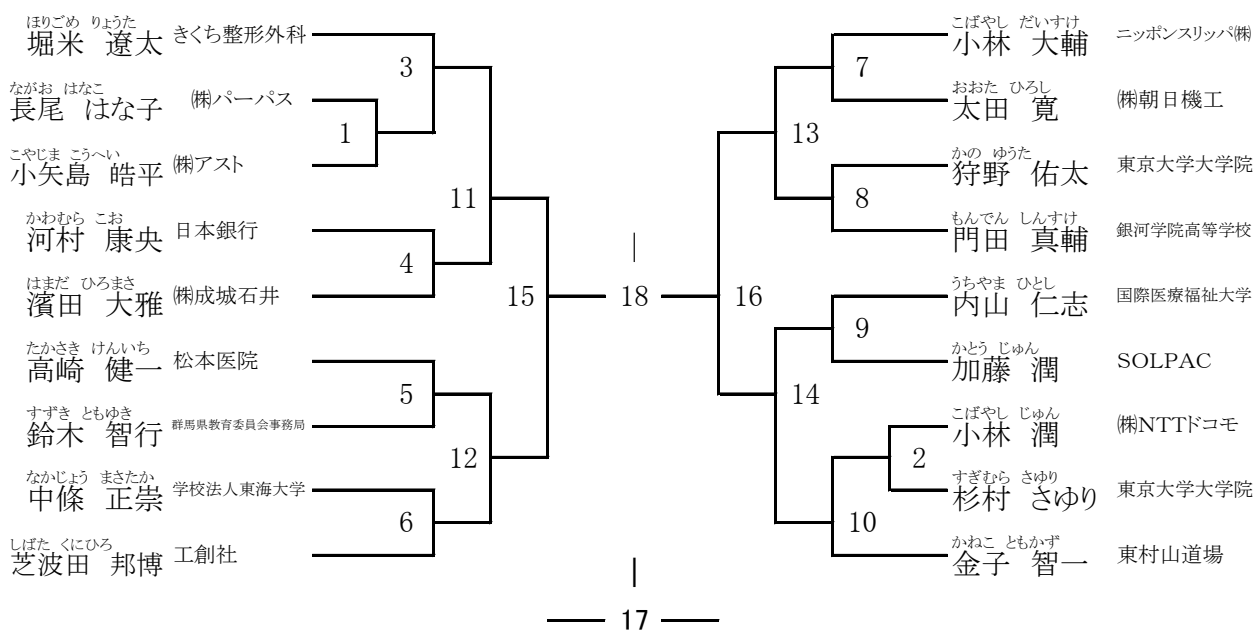 ほりごめ りょうた
堀米 遼太 きくち整形外科
ながお はなこ
長尾 はな子 ㈱パーパス
こやじま こうへい
小矢島 皓平 ㈱アスト
かわむら こお
河村 康央 日本銀行
はまだ ひろまさ
濱田 大雅 ㈱成城石井
たかさき けんいち
高崎 健一 松本医院
すずき ともゆき
鈴木 智行 群馬県教育委員会事務局
なかじょう まさたか
中條 正崇 学校法人東海大学
しばた くにひろ
芝波田 邦博 工創社
3
1
11
4
15
5
12
6
18
17
こばやし だいすけ
小林 大輔 ニッポンスリッパ㈱
おおた ひろし
太田 寛 ㈱朝日機工
かの ゆうた
狩野 佑太 東京大学大学院
もんでん しんすけ
門田 真輔 銀河学院高等学校
うちやま ひとし
内山 仁志 国際医療福祉大学
かとう じゅん
加藤 潤 SOLPAC
こばやし じゅん
小林 潤 ㈱NTTドコモ
すぎむら さゆり
杉村 さゆり 東京大学大学院
かねこ ともかず
金子 智一 東村山道場
7
13
8
16
9
14
2
10